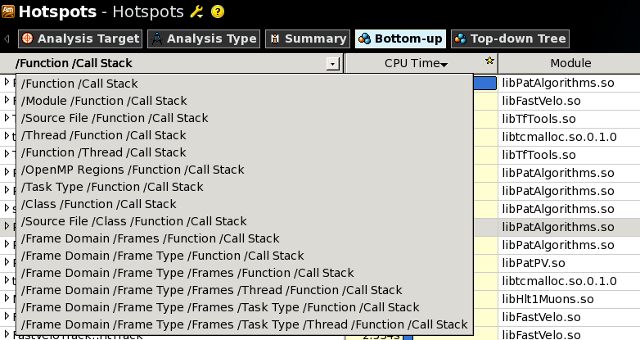 Hotspots - Hotspots
Analysis Target Analysis Type Summary Bottom-up Top-down Tree
/Function /Call Stack CPU Time Module
/Function /Call Stack libPatAlgorithms.so
/Module /Function /Call Stack libFastVelo.so
/Source File /Function /Call Stack libTfTools.so
/Thread /Function /Call Stack libtcmalloc.so.0.1.0
/Function /Thread /Call Stack libTfTools.so
/OpenMP Regions /Function /Call Stack libPatAlgorithms.so
/Task Type /Function /Call Stack libPatAlgorithms.so
/Class /Function /Call Stack libPatAlgorithms.so
/Source File /Class /Function /Call Stack libPatAlgorithms.so
/Frame Domain /Frames /Function /Call Stack libPatAlgorithms.so
/Frame Domain /Frame Type /Function /Call Stack libPatPV.so
/Frame Domain /Frame Type /Frames /Function /Call Stack libtcmalloc.so.0.1.0
/Frame Domain /Frame Type /Frames /Thread /Function /Call Stack libHlt1Muons.so
/Frame Domain /Frame Type /Frames /Task Type /Function /Call Stack libFastVelo.so
/Frame Domain /Frame Type /Frames /Task Type /Thread /Function /Call Stack libFastVelo.so